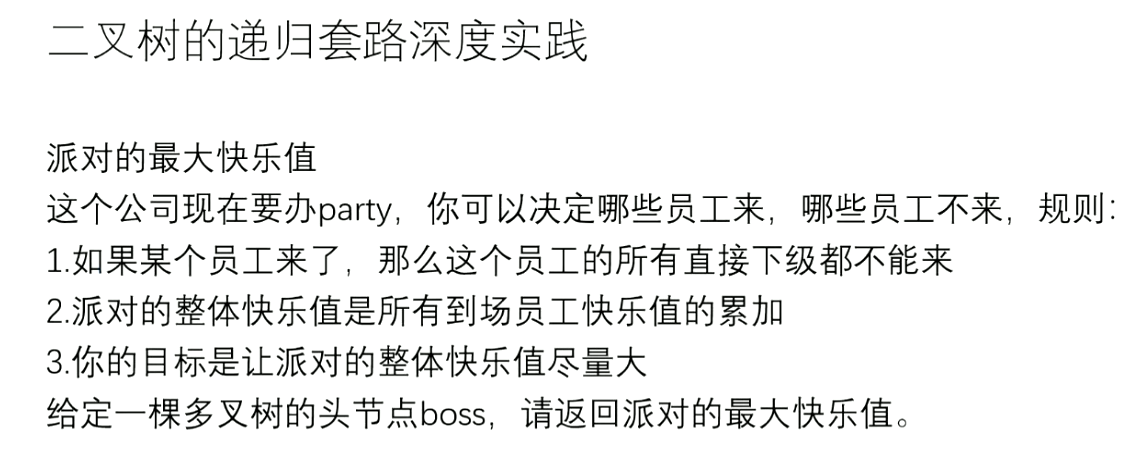 二叉树的递归套路深度实践
派对的最大快乐值
这个公司现在要办party，你可以决定哪些员工来，哪些员工不来，规则：
1.如果某个员工来了，那么这个员工的所有直接下级都不能来
2.派对的整体快乐值是所有到场员工快乐值的累加
3.你的目标是让派对的整体快乐值尽量大
给定一棵多叉树的头节点boss，请返回派对的最大快乐值。